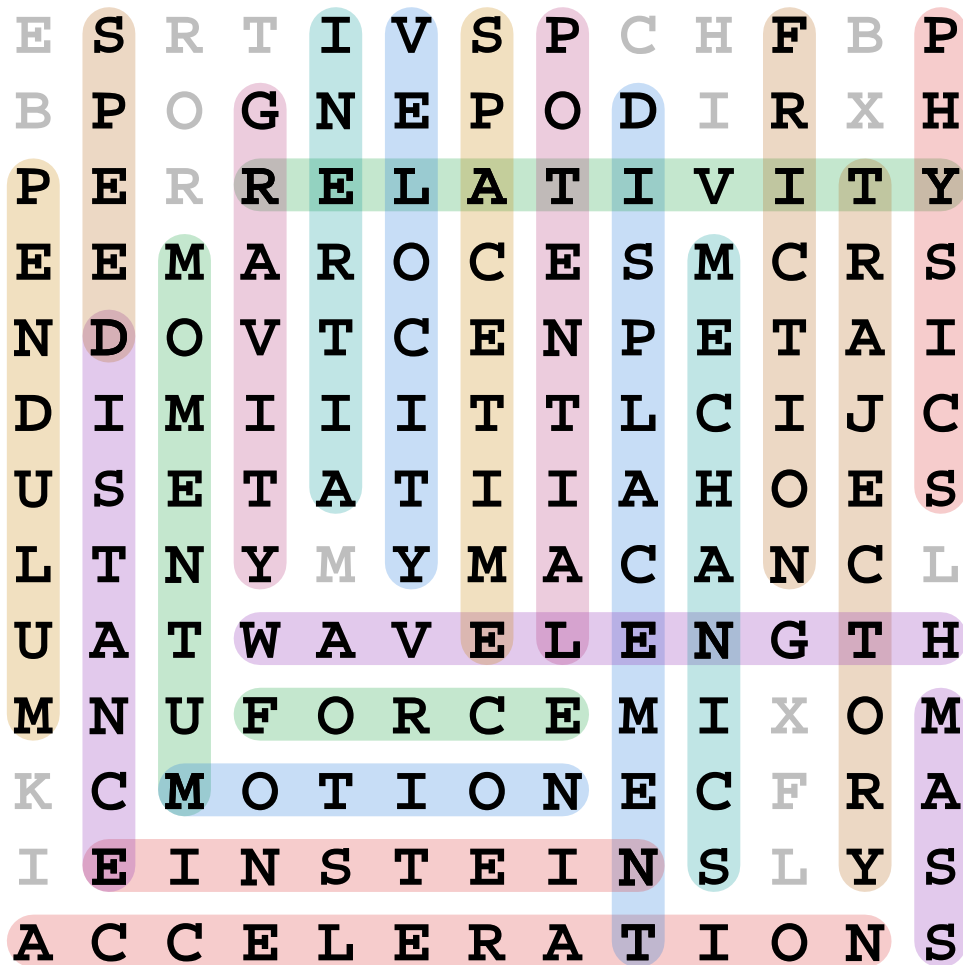 E S R T I V S P C H F B P
B P O G N E P O D I R X H
P E R R E L A T I V I T Y
E E M A R O C E S M C R S
N D O V T C E N P E T A I
D I M I I I T T L C I J C
U S E T A T I I A H O E S
L T N Y M Y M A C A N C L
U A T W A V E L E N G T H
M N U F O R C E M I X O M
K C M O T I O N E C F R A
I E I N S T E I N S L Y S
A C C E L E R A T I O N S